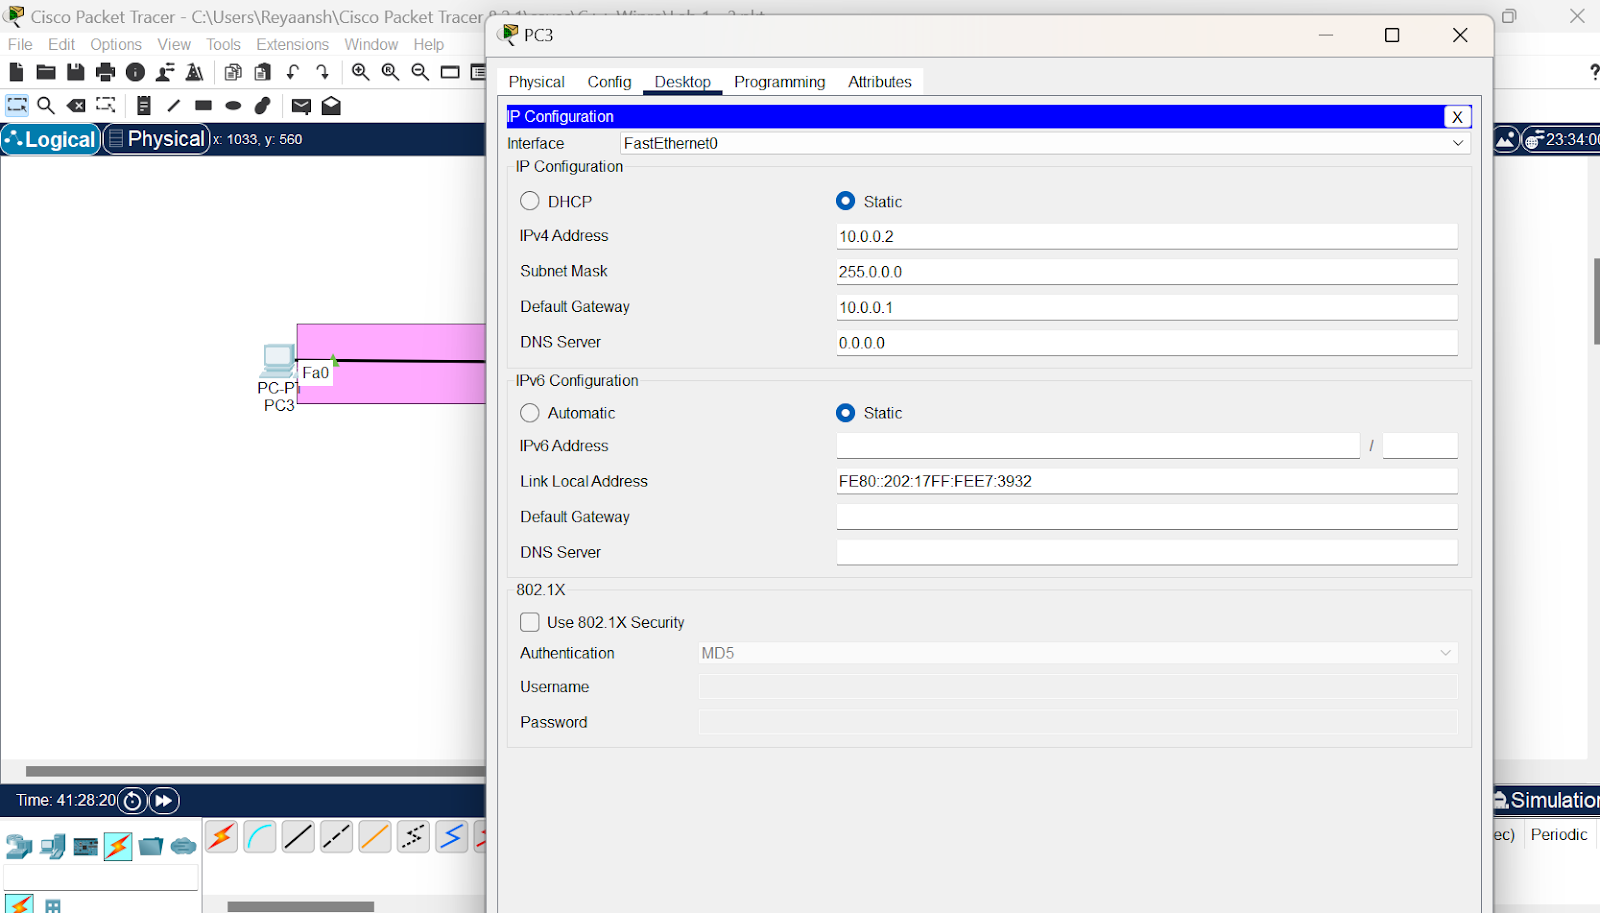 Cisco Packet Tracer - C:\Users\Reyaansh\Cisco Packet Tracer
PC3
File Edit Options View Tools Extensions Window Help
Physical Config Desktop Programming Attributes
IP Configuration
X
Logical Physical x: 1033, y: 560
23:34:00
Interface FastEthernet0
IP Configuration
DHCP Static
IPv4 Address 10.0.0.2
Subnet Mask 255.0.0.0
Default Gateway 10.0.0.1
DNS Server 0.0.0.0
Fa0
PC-PT
PC3
IPv6 Configuration
Automatic Static
IPv6 Address /
Link Local Address FE80::202:17FF:FEE7:3932
Default Gateway
DNS Server
802.1X
Use 802.1X Security
Authentication MD5
Username
Password
Time: 41:28:20
Simulation
ec) Periodic